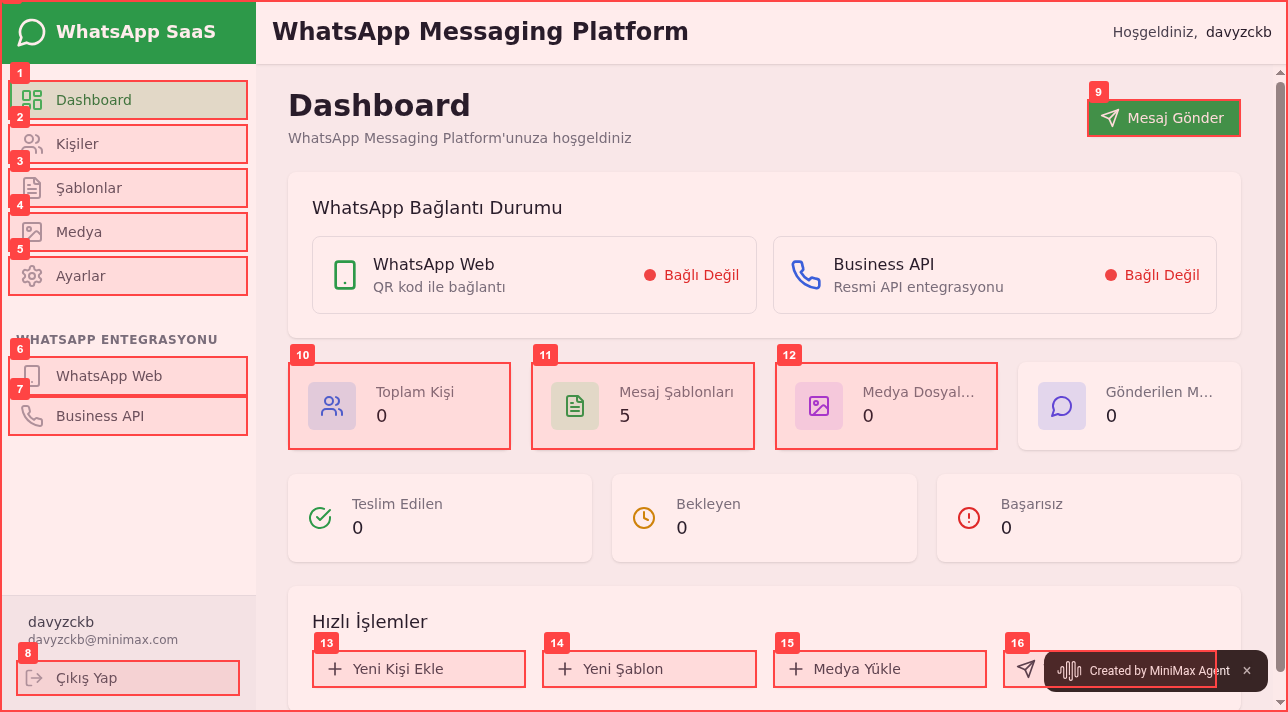 WhatsApp SaaS
WhatsApp Messaging Platform
Hoşgeldiniz, davyzckb
1
Dashboard
2
Kişiler
3
Şablonlar
4
Medya
5
Ayarlar
WHATSAPP ENTEGRASYONU
6
WhatsApp Web
7
Business API
davyzckb
davyzckb@minimax.com
8
Çıkış Yap
Dashboard
WhatsApp Messaging Platform'unuza hoşgeldiniz
9
Mesaj Gönder
WhatsApp Bağlantı Durumu
WhatsApp Web
QR kod ile bağlantı
Bağlı Değil
Business API
Resmi API entegrasyonu
Bağlı Değil
10
Toplam Kişi
0
11
Mesaj Şablonları
5
12
Medya Dosyal...
0
Gönderilen M...
0
Teslim Edilen
0
Bekleyen
0
Başarısız
0
Hızlı İşlemler
13
Yeni Kişi Ekle
14
Yeni Şablon
15
Medya Yükle
16
Created by MiniMax Agent ×